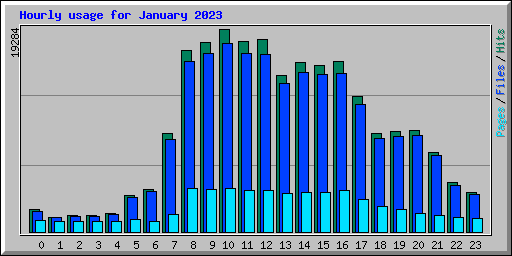 Hourly usage for January 2023
19284
Pages/Files/Hits
0 1 2 3 4 5 6 7 8 9 10 11 12 13 14 15 16 17 18 19 20 21 22 23